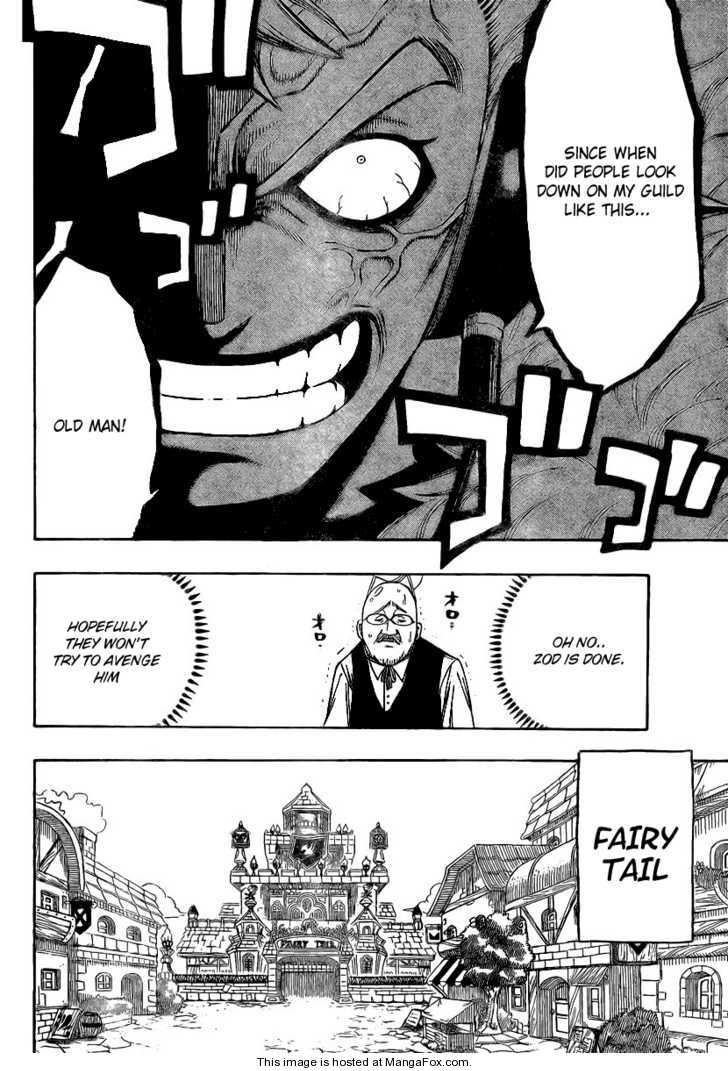 SINCE WHEN
DID PEOPLE LOOK
DOWN ON MY GUILD
LIKE THIS...
ゴゴ
ゴゴ
OLD MAN!
OH NO..
ZOD IS DONE.
オロ
オロ
HOPEFULLY
THEY WON'T
TRY TO AVENGE
HIM
FAIRY
TAIL
FAIRY TAIL
This image is hosted at MangaFox.com.